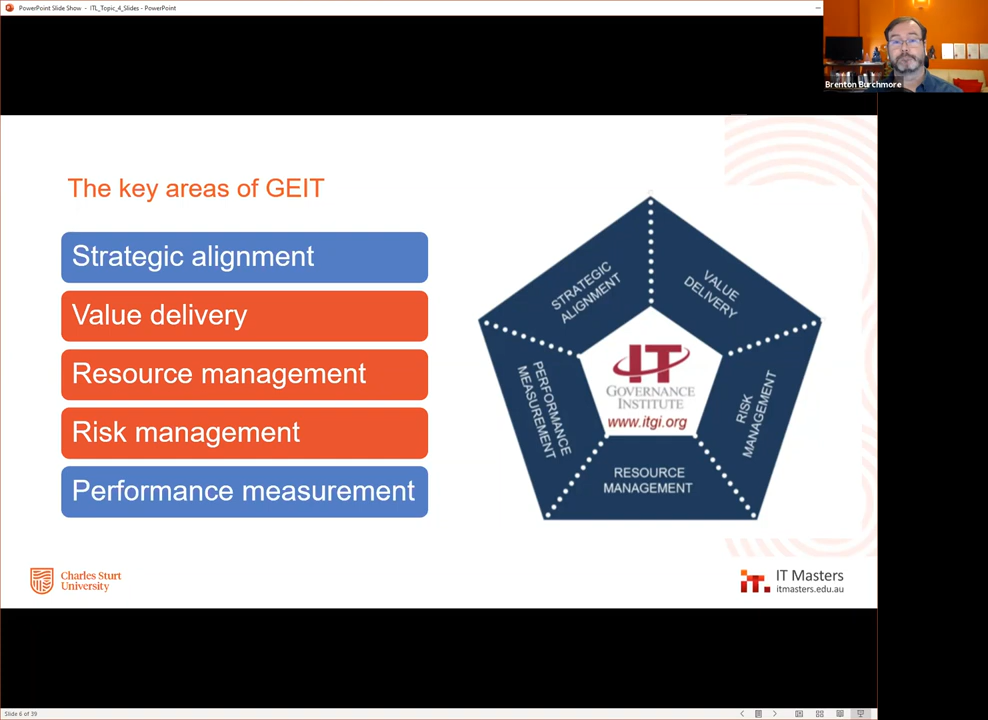 PowerPoint Slide Show - ITL_Topic_4_Slides - PowerPoint
Brenton Burchmore
The key areas of GEIT
Strategic alignment
Value delivery
Resource management
Risk management
Performance measurement
STRATEGIC
ALIGNMENT
VALUE
DELIVERY
PERFORMANCE
MEASUREMENT
IT
GOVERNANCE
INSTITUTE
www.itgi.org
RISK
MANAGEMENT
RESOURCE
MANAGEMENT
Charles Sturt
University
IT Masters
itmasters.edu.au
Slide 6 of 39